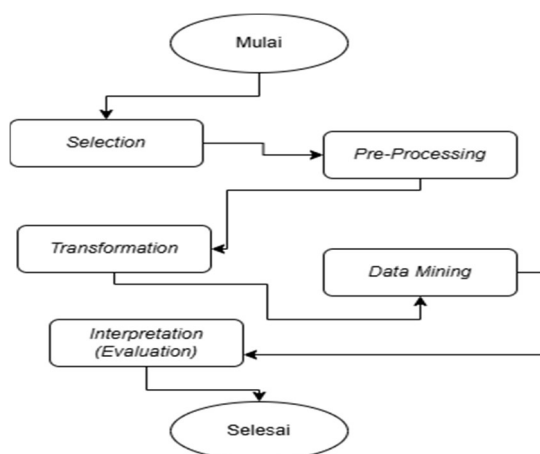 Mulai
Selection
Pre-Processing
Transformation
Data Mining
Interpretation
(Evaluation)
Selesai